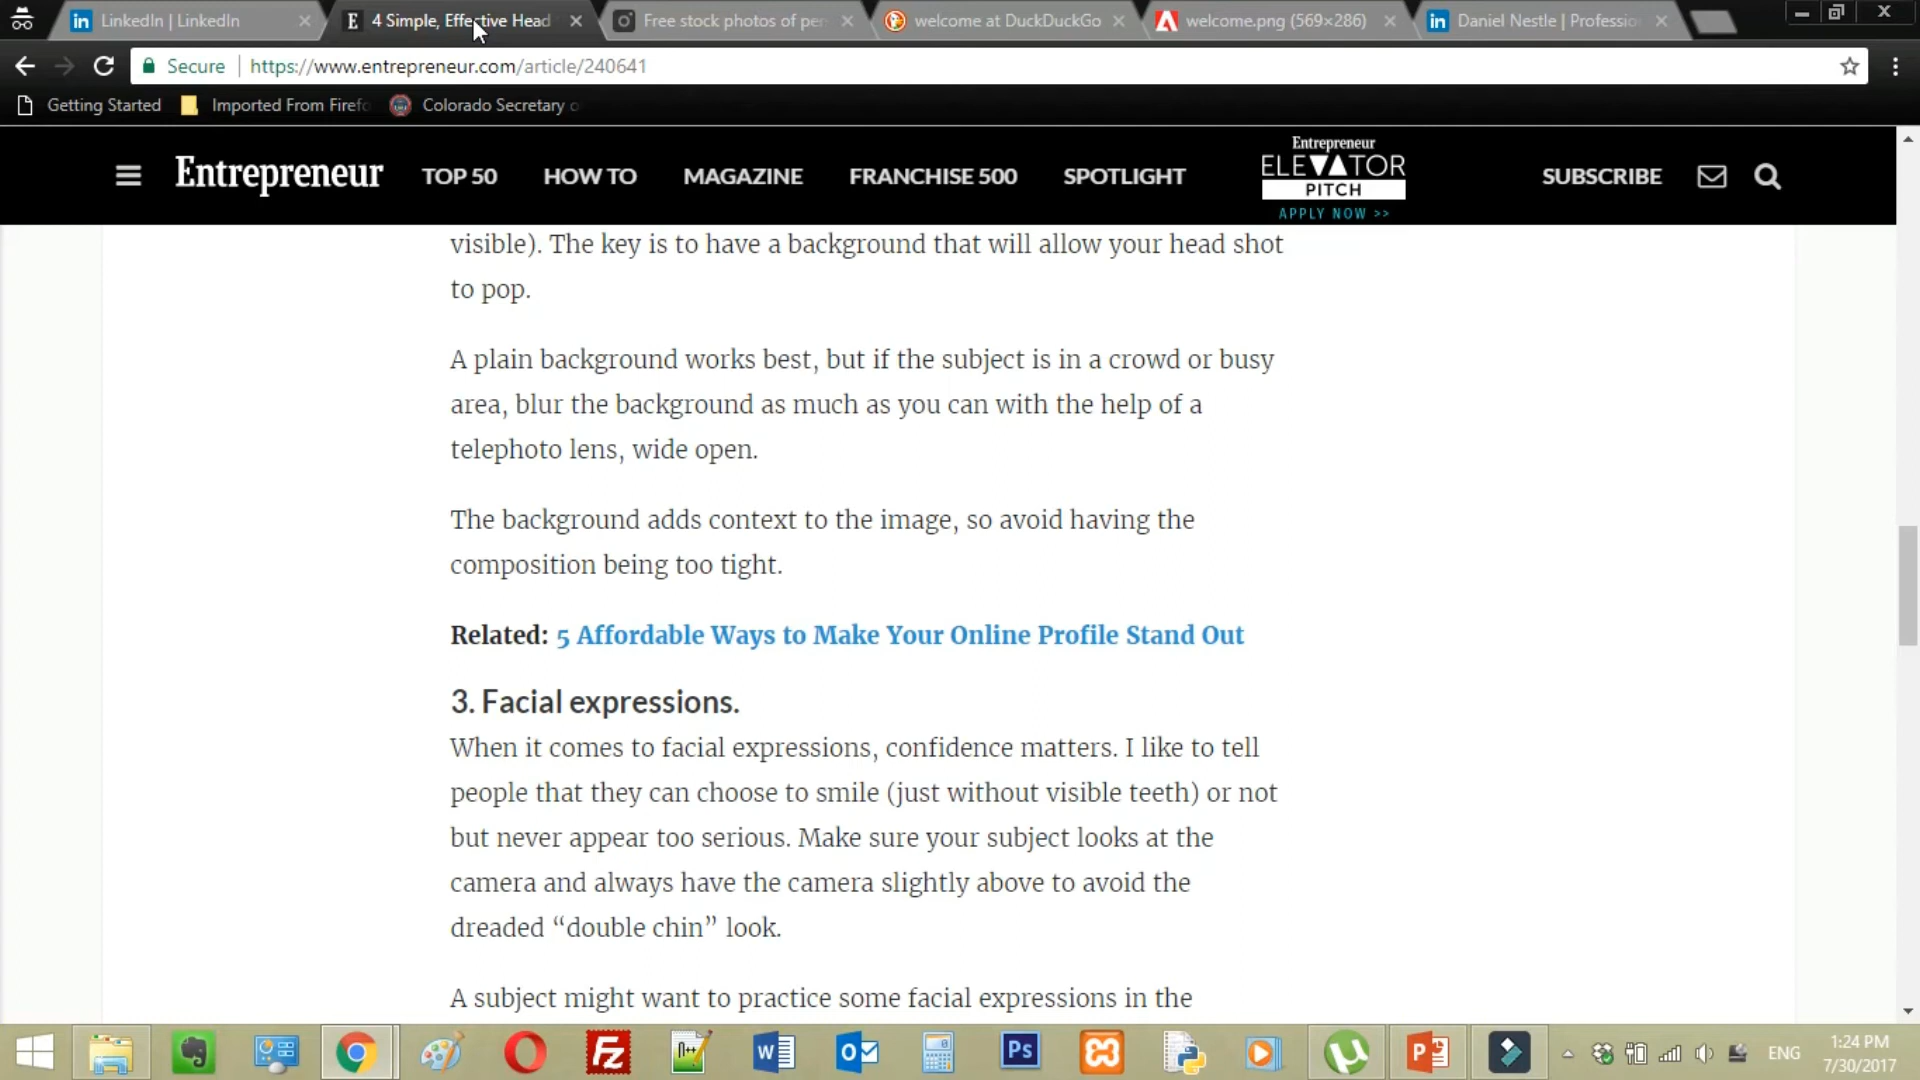 LinkedIn | LinkedIn
4 Simple, Effective Head
Free stock photos of per
welcome at DuckDuckGo
welcome.png (569×286)
Daniel Nestle | Professio
Secure
https://www.entrepreneur.com/article/240641
Getting Started
Imported From Firefo
Colorado Secretary o
Entrepreneur
TOP 50
HOW TO
MAGAZINE
FRANCHISE 500
SPOTLIGHT
Entrepreneur
ELEVATOR
PITCH
APPLY NOW >>
SUBSCRIBE
visible). The key is to have a background that will allow your head shot
to pop.
A plain background works best, but if the subject is in a crowd or busy
area, blur the background as much as you can with the help of a
telephoto lens, wide open.
The background adds context to the image, so avoid having the
composition being too tight.
Related: 5 Affordable Ways to Make Your Online Profile Stand Out
3. Facial expressions.
When it comes to facial expressions, confidence matters. I like to tell
people that they can choose to smile (just without visible teeth) or not
but never appear too serious. Make sure your subject looks at the
camera and always have the camera slightly above to avoid the
dreaded “double chin” look.
A subject might want to practice some facial expressions in the
ENG
1:24 PM
7/30/2017